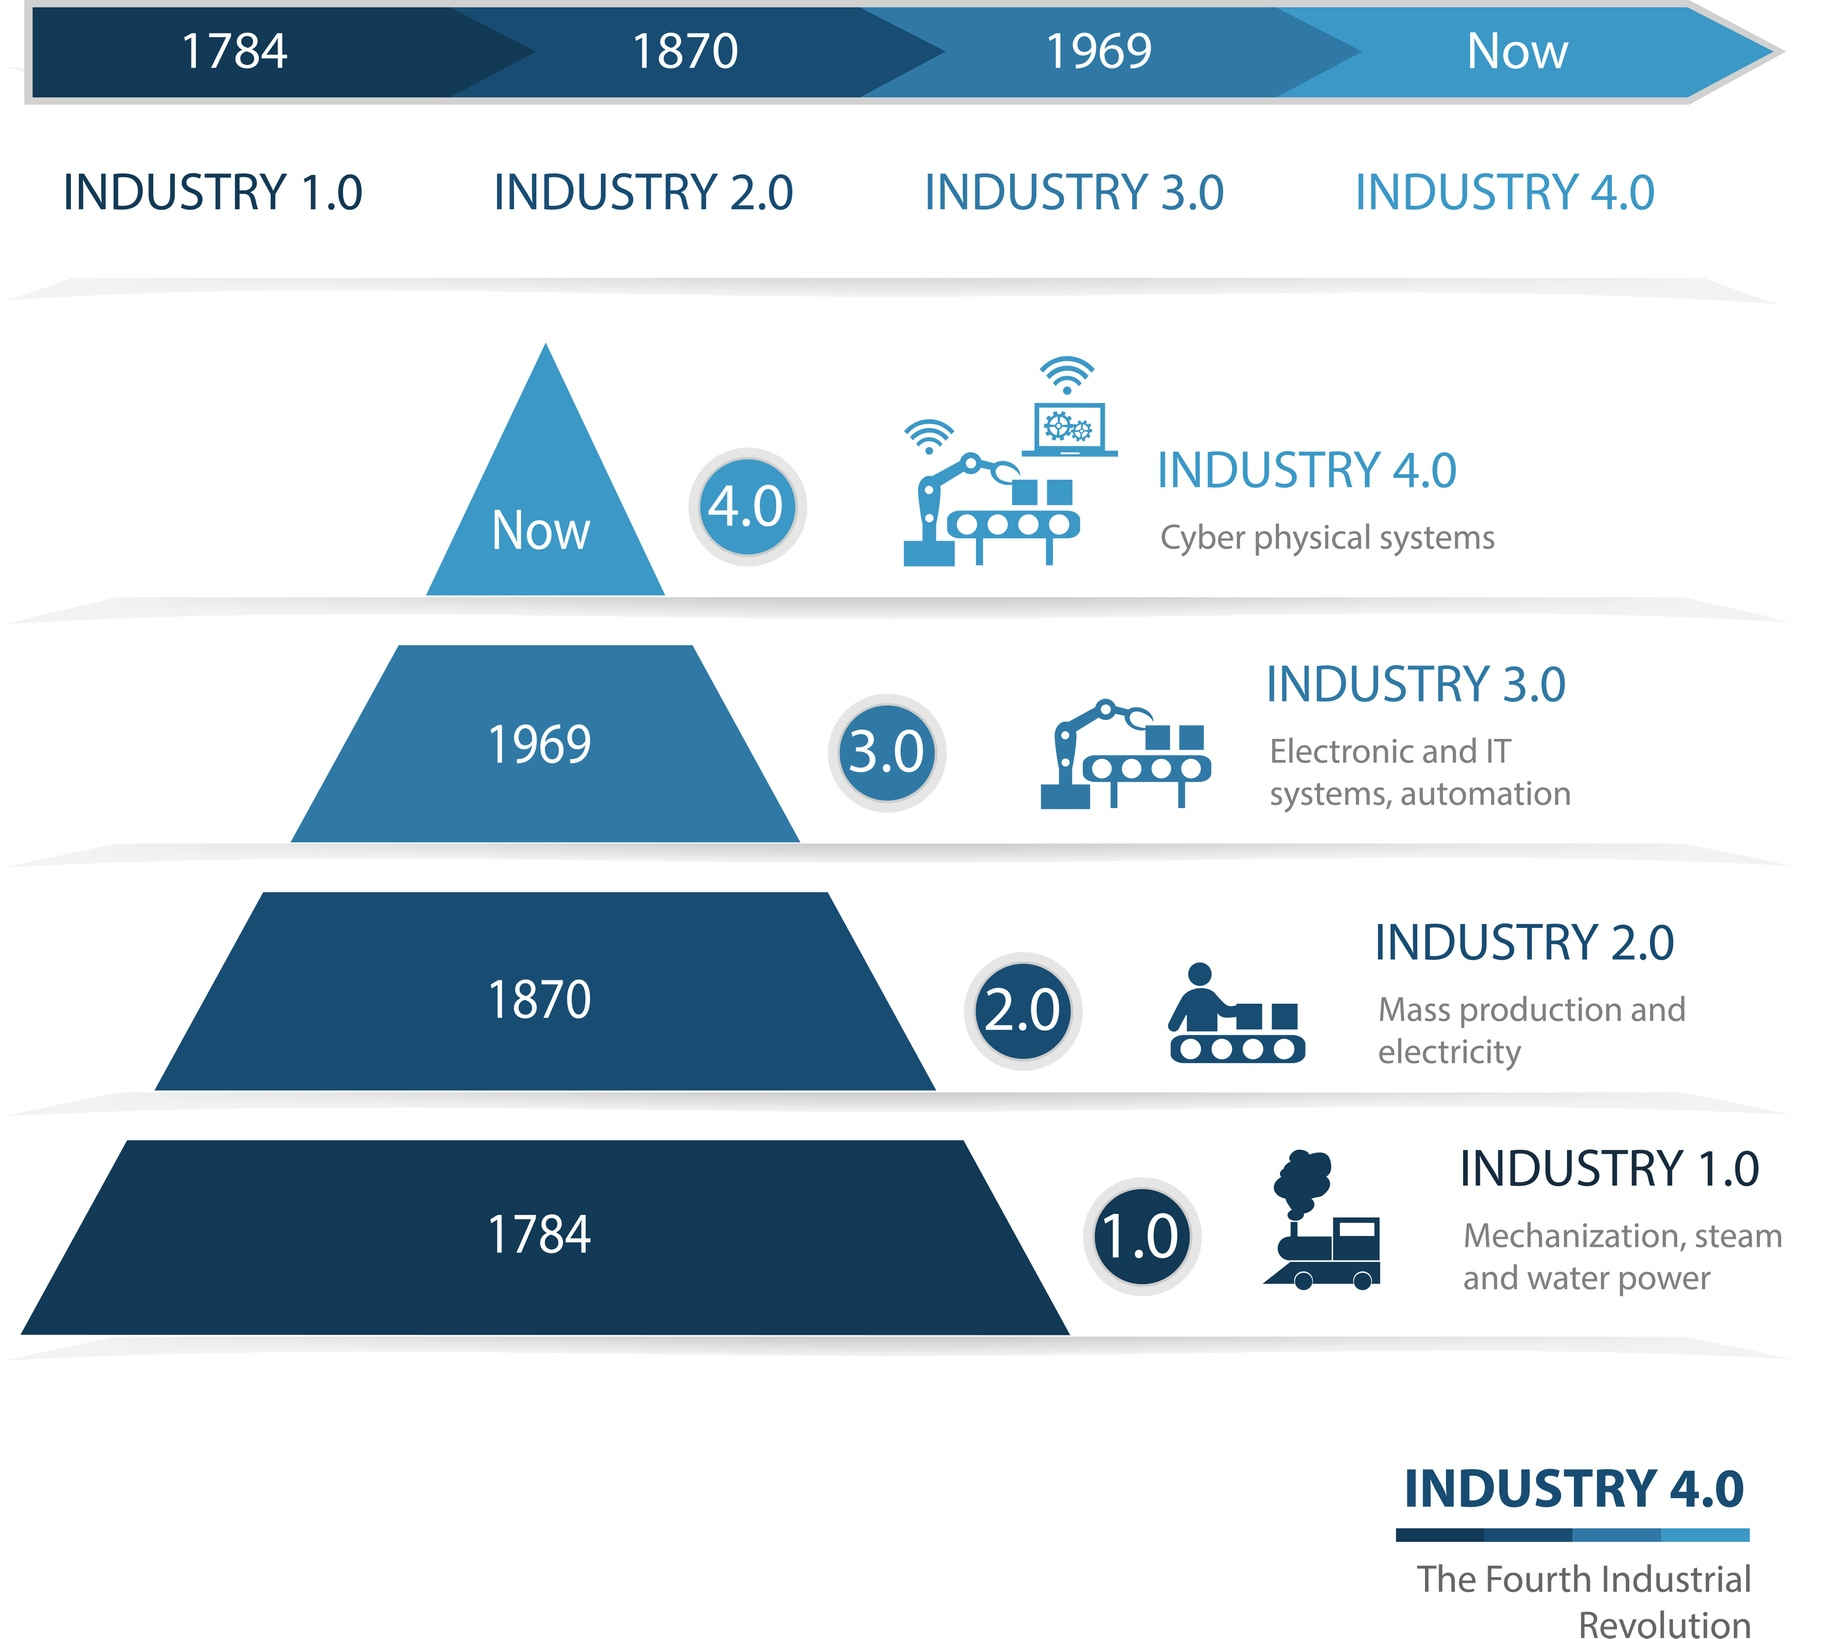 1784 1870 1969 Now
INDUSTRY 1.0 INDUSTRY 2.0 INDUSTRY 3.0 INDUSTRY 4.0
Now
4.0
INDUSTRY 4.0
Cyber physical systems
1969
3.0
INDUSTRY 3.0
Electronic and IT
systems, automation
1870
2.0
INDUSTRY 2.0
Mass production and
electricity
1784
1.0
INDUSTRY 1.0
Mechanization, steam
and water power
INDUSTRY 4.0
The Fourth Industrial
Revolution